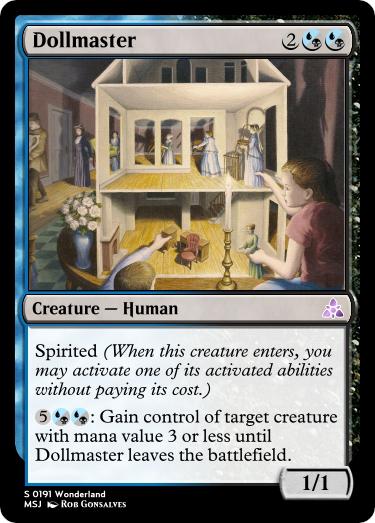 Dollmaster 2
Creature — Human
Spirited (When this creature enters, you
may activate one of its activated abilities
without paying its cost.)
5: Gain control of target creature
with mana value 3 or less until
Dollmaster leaves the battlefield.
1/1
S 0191 Wonderland
MSJ Rob Gonsalves